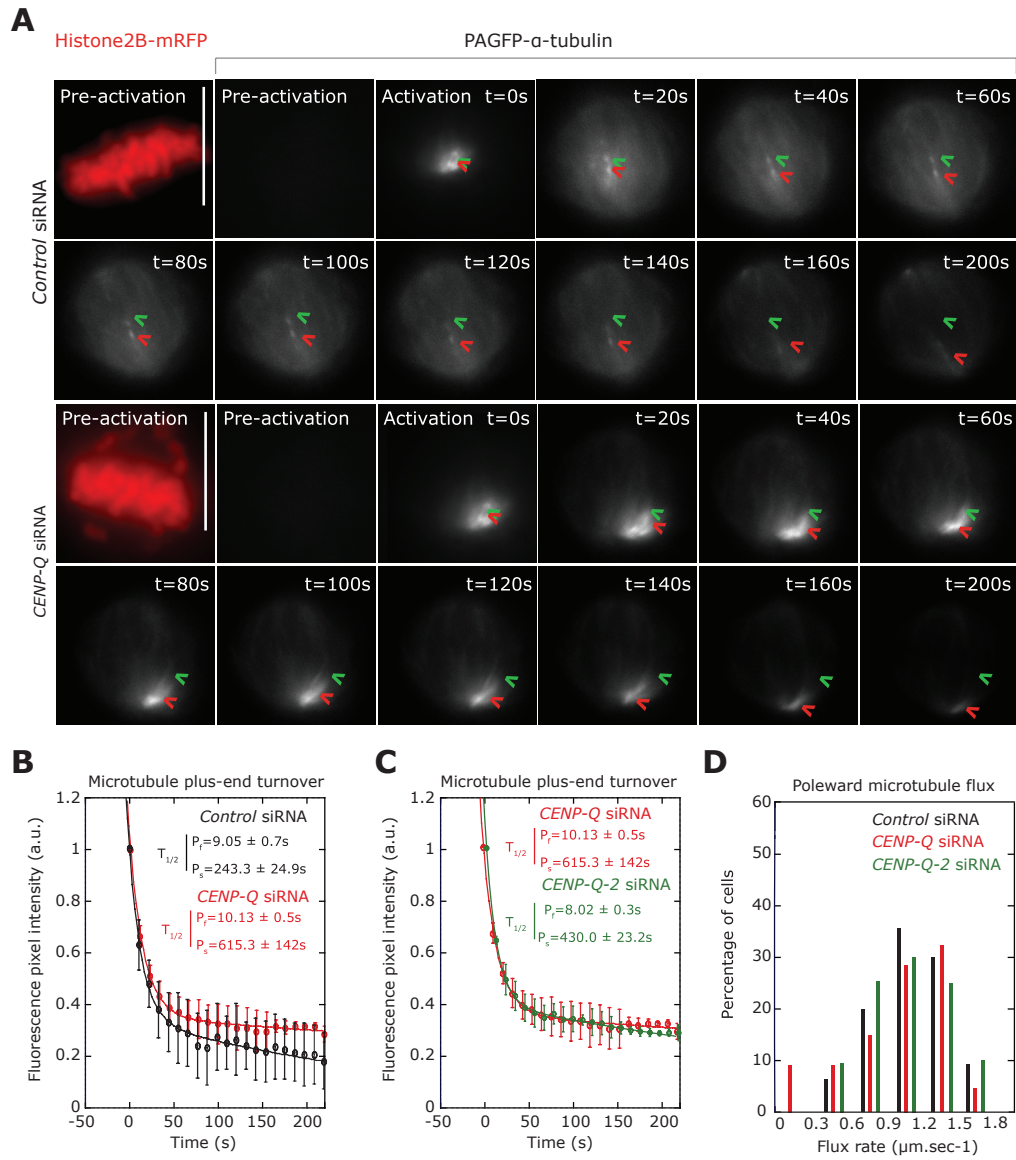 A
Histone2B-mRFP
PAGFP-α-tubulin
Control siRNA
Pre-activation
Pre-activation
Activation t=0s
t=20s
t=40s
t=60s
t=80s
t=100s
t=120s
t=140s
t=160s
t=200s
CENP-Q siRNA
Pre-activation
Pre-activation
Activation t=0s
t=20s
t=40s
t=60s
t=80s
t=100s
t=120s
t=140s
t=160s
t=200s
B
Microtubule plus-end turnover
Fluorescence pixel intensity (a.u.)
1.2
1
0.8
0.6
0.4
0.2
0
-50
0
50
100
150
200
Time (s)
Control siRNA
T1/2
Pf=9.05 ± 0.7s
Ps=243.3 ± 24.9s
CENP-Q siRNA
T1/2
Pf=10.13 ± 0.5s
Ps=615.3 ± 142s
C
Microtubule plus-end turnover
Fluorescence pixel intensity (a.u.)
1.2
1
0.8
0.6
0.4
0.2
0
-50
0
50
100
150
200
Time (s)
CENP-Q siRNA
T1/2
Pf=10.13 ± 0.5s
Ps=615.3 ± 142s
CENP-Q-2 siRNA
T1/2
Pf=8.02 ± 0.3s
Ps=430.0 ± 23.2s
D
Poleward microtubule flux
Percentage of cells
60
50
40
30
20
10
0
Control siRNA
CENP-Q siRNA
CENP-Q-2 siRNA
0
0.3
0.6
0.9
1.2
1.5
1.8
Flux rate (µm.sec-1)